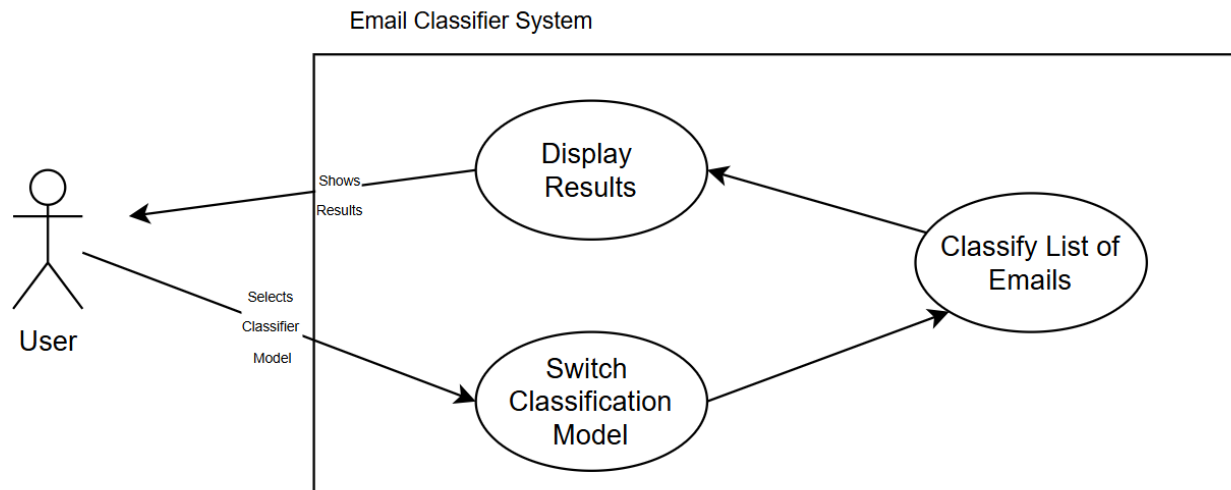 Email Classifier System
Display
Results
Shows
Results
Classify List of
Emails
User
Selects
Classifier
Model
Switch
Classification
Model